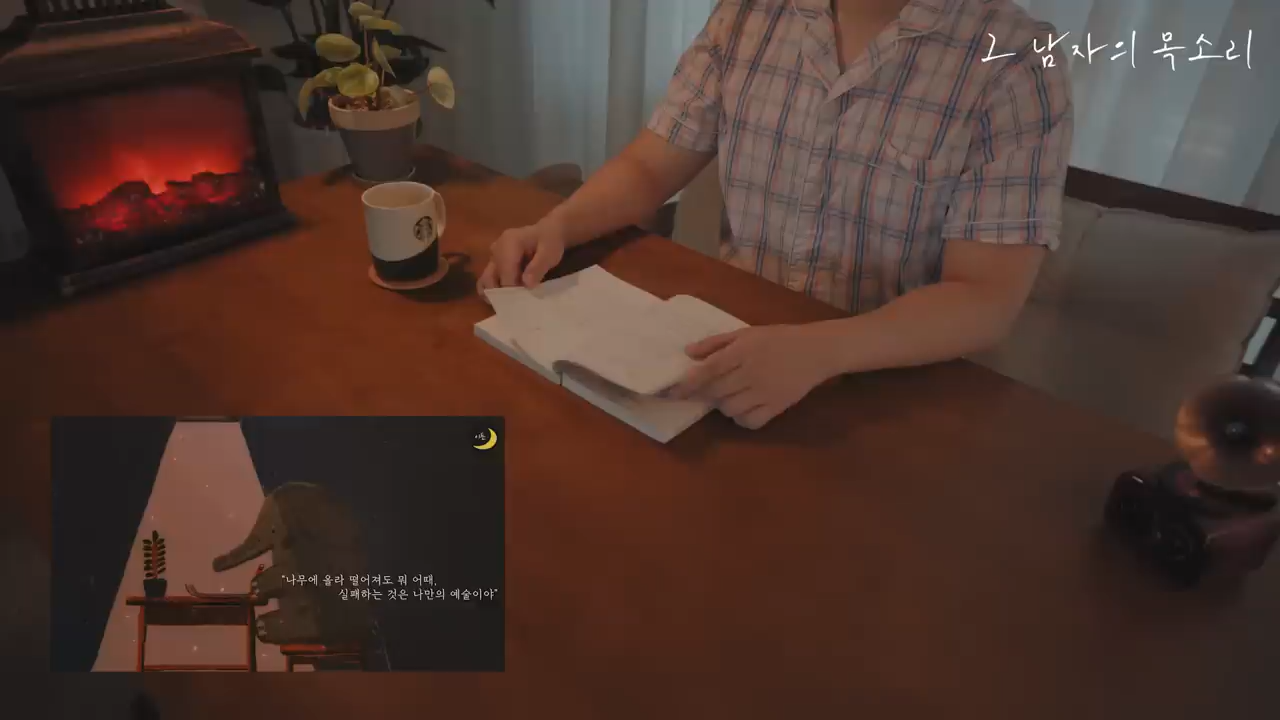 그 남자의 목소리
"나무에 올라 떨어져도 뭐 어때,
실패하는 것은 나만의 예술이야"